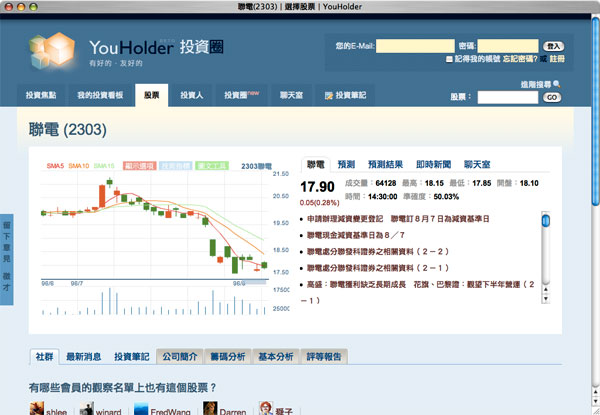 聯電(2303) | 選擇股票 | YouHolder
YouHolder 投資圈
BETA
有好的．友好的
您的E-Mail: 密碼: 登入
記得我的帳號 忘記密碼? 或 註冊
進階搜尋
投資焦點 我的投資看板 股票 投資人 投資圈new 聊天室 投資筆記
股票： GO
聯電 (2303)
SMA5 SMA10 SMA15 顯示選項 2303聯電
21.50
20.50
19.50
18.50
17.50
98/6 98/7 98/8
17500
25000
聯電 預測 預測結果 即時新聞 聊天室
17.90 成交量：64128 最高：18.15 最低：17.85 開盤：18.10
0.05(0.28%) 時間：14:30:00 準確度：50.03%
申請辦理減資變更登記 聯電訂８月７日為減資基準日
聯電現金減資基準日為８／７
聯電處分聯發科證券之相關資料（２－２）
聯電處分聯發科證券之相關資料（２－１）
高盛：聯電獲利缺乏長期成長 花旗、巴黎證：觀望下半年營運（２
－１）
留下意見
徵才
社群 最新消息 投資筆記 公司簡介 籌碼分析 基本分析 評等報告
有哪些會員的觀察名單上也有這個股票？
shlee winard FredWang Darren 舜子